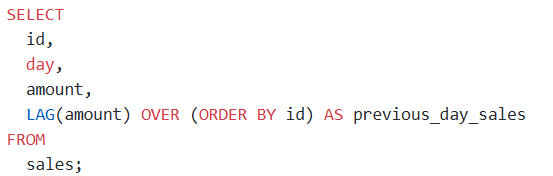 SELECT
  id,
  day,
  amount,
  LAG(amount) OVER (ORDER BY id) AS previous_day_sales
FROM
  sales;